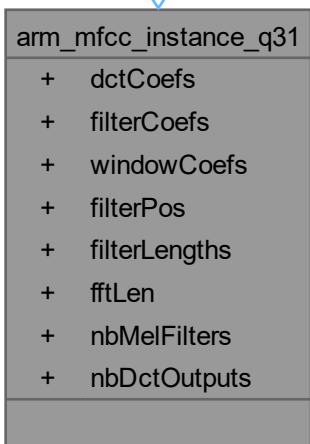 arm_mfcc_instance_q31
+ dctCoefs
+ filterCoefs
+ windowCoefs
+ filterPos
+ filterLengths
+ fftLen
+ nbMelFilters
+ nbDctOutputs